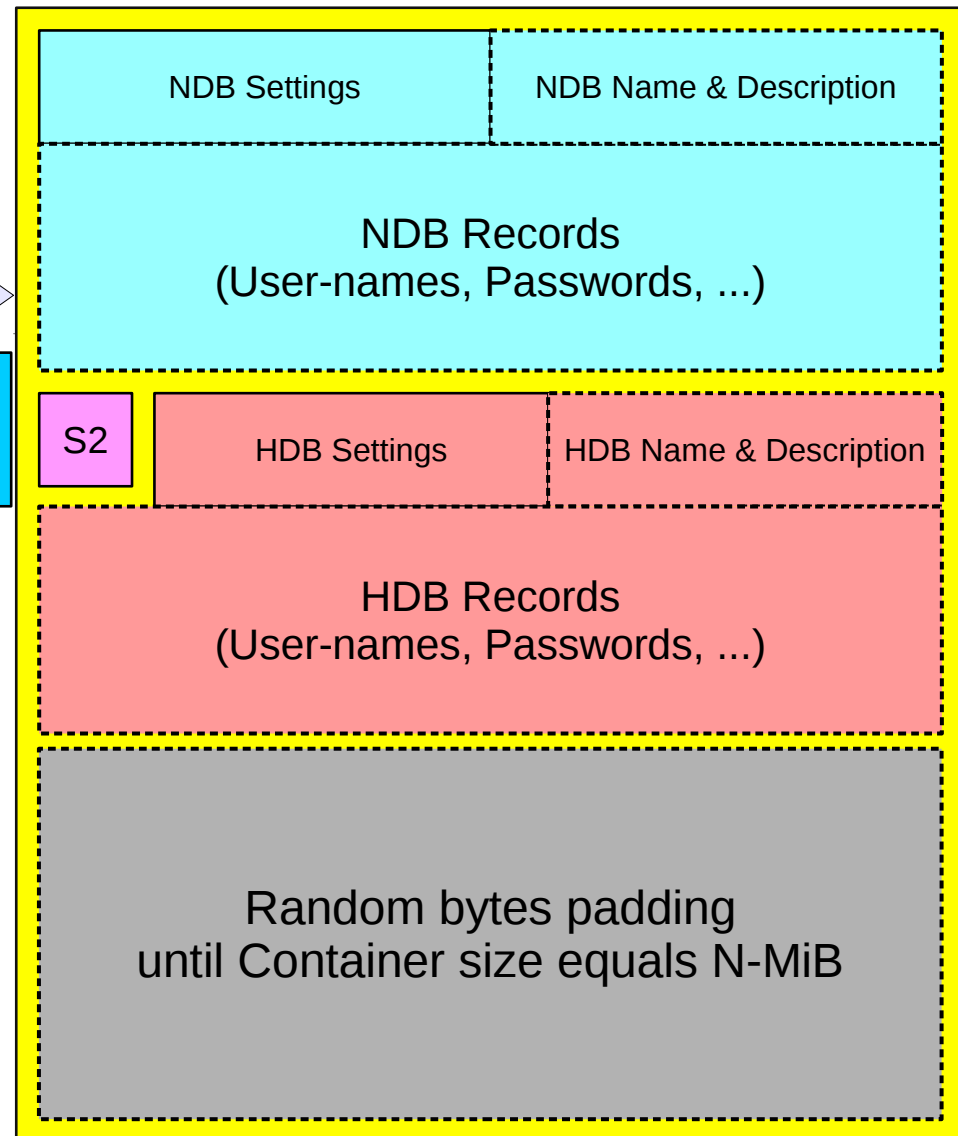 NDB Settings
NDB Name & Description
NDB Records
(User-names, Passwords, ...)
S2
HDB Settings
HDB Name & Description
HDB Records
(User-names, Passwords, ...)
Random bytes padding
until Container size equals N-MiB